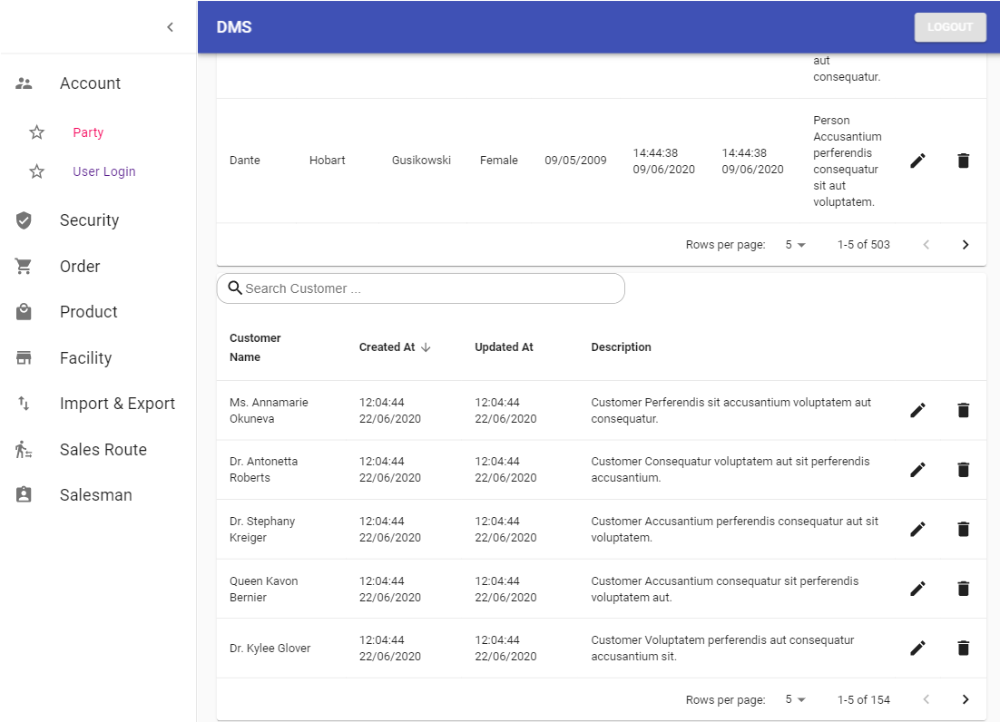 DMS
LOGOUT
Account
Party
User Login
Security
Order
Product
Facility
Import & Export
Sales Route
Salesman
aut
consequatur.
Dante Hobart Gusikowski Female 09/05/2009 14:44:38 14:44:38 Person
09/06/2020 09/06/2020 Accusantium
perferendis
consequatur
sit aut
voluptatem.
Rows per page: 5 1-5 of 503
Search Customer ...
Customer
Name
Created At
Updated At
Description
Ms. Annamarie 12:04:44 12:04:44 Customer Perferendis sit accusantium voluptatem aut
Okuneva 22/06/2020 22/06/2020 consequatur.
Dr. Antonetta 12:04:44 12:04:44 Customer Consequatur voluptatem aut sit perferendis
Roberts 22/06/2020 22/06/2020 accusantium.
Dr. Stephany 12:04:44 12:04:44 Customer Accusantium perferendis consequatur aut sit
Kreiger 22/06/2020 22/06/2020 voluptatem.
Queen Kavon 12:04:44 12:04:44 Customer Accusantium consequatur sit perferendis
Bernier 22/06/2020 22/06/2020 voluptatem aut.
Dr. Kylee Glover 12:04:44 12:04:44 Customer Voluptatem perferendis aut consequatur
22/06/2020 22/06/2020 accusantium sit.
Rows per page: 5 1-5 of 154